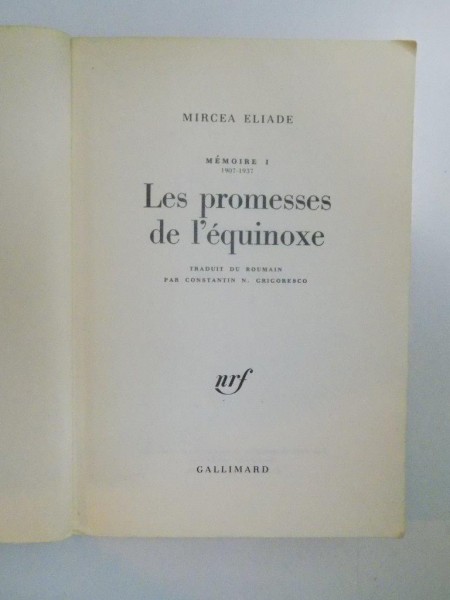 MIRCEA ELIADE
MÉMOIRE I
1907-1937
Les promesses
de l'équinoxe
TRADUIT DU ROUMAIN
PAR CONSTANTIN N. GRIGORESCO
nrf
GALLIMARD